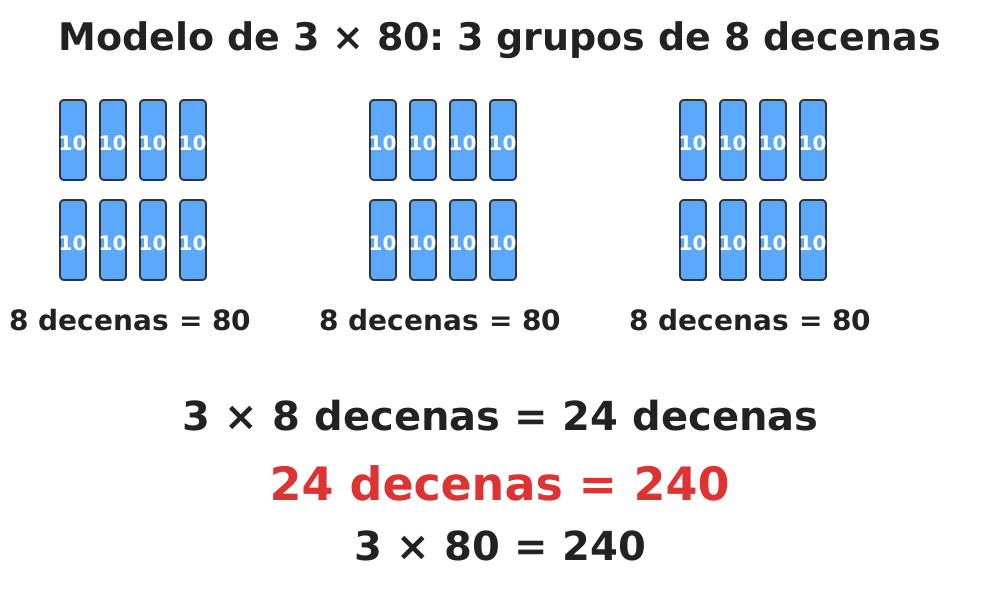 Modelo de 3 × 80: 3 grupos de 8 decenas
10 10 10 10 10 10 10 10 10 10 10 10
10 10 10 10 10 10 10 10 10 10 10 10
8 decenas = 80 8 decenas = 80 8 decenas = 80
3 × 8 decenas = 24 decenas
24 decenas = 240
3 × 80 = 240